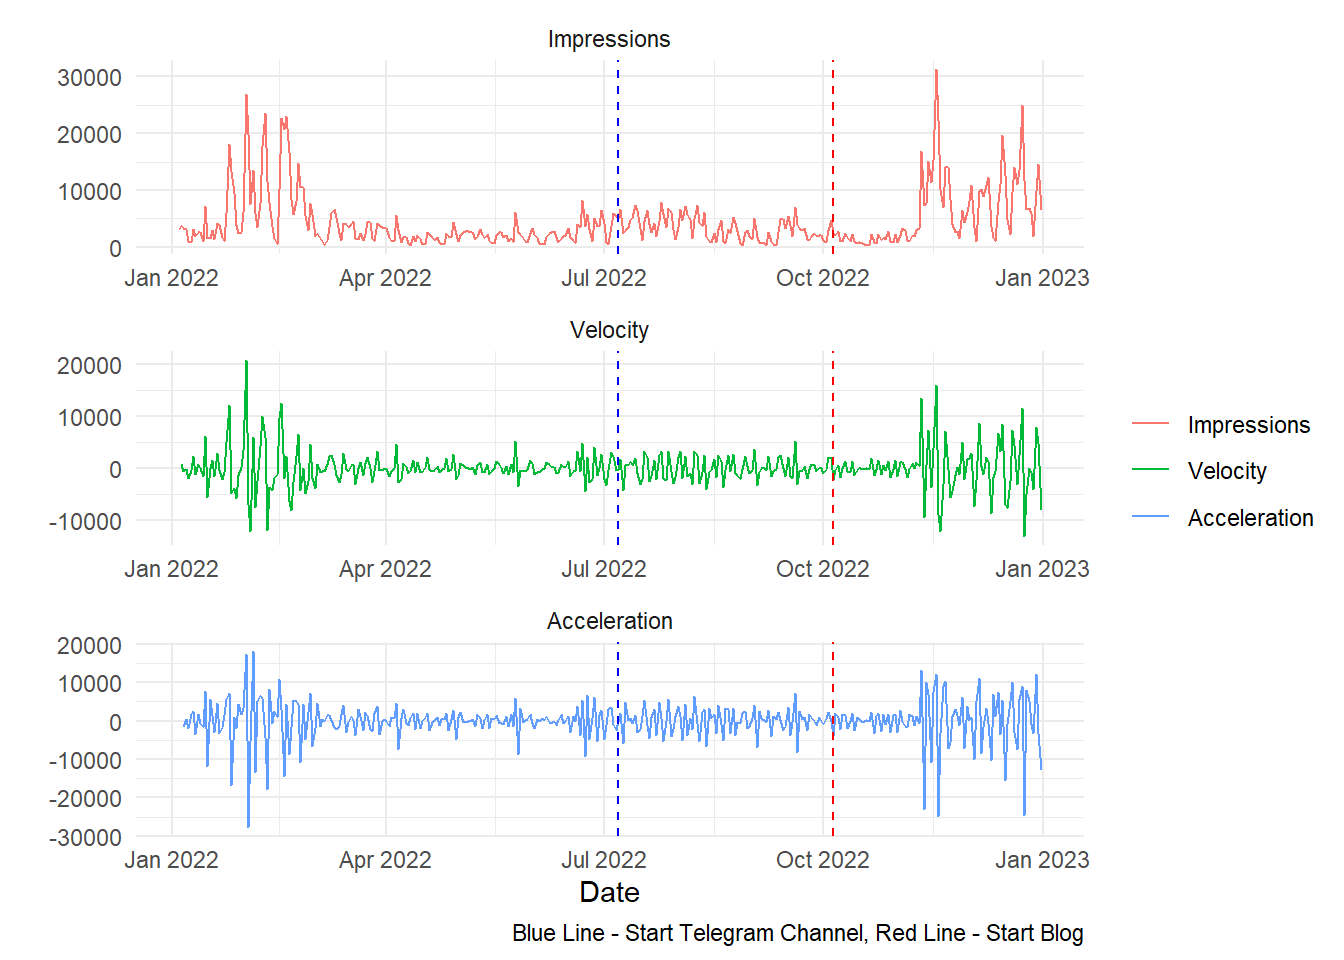 Impressions
30000
20000
10000
0
Jan 2022 Apr 2022 Jul 2022 Oct 2022 Jan 2023
Velocity
20000
10000
0
-10000
Jan 2022 Apr 2022 Jul 2022 Oct 2022 Jan 2023
Impressions
Velocity
Acceleration
Acceleration
20000
10000
0
-10000
-20000
-30000
Jan 2022 Apr 2022 Jul 2022 Oct 2022 Jan 2023
Date
Blue Line - Start Telegram Channel, Red Line - Start Blog